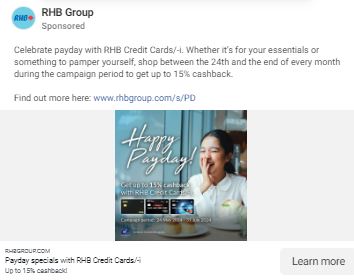 RHB Group
RHB
Sponsored
Celebrate payday with RHB Credit Cards/-i. Whether it's for your essentials or
something to pamper yourself, shop between the 24th and the end of every month
during the campaign period to get up to 15% cashback.
Find out more here: www.rhbgroup.com/s/PD
Happy
Payday!
Get up to 15% cashback
with RHB Credit Cards/-i
Campaign period: 24 May 2024 - 31 July 2024
RHBGROUP.COM
Payday specials with RHB Credit Cards/-i
Up to 15% cashback!
Learn more